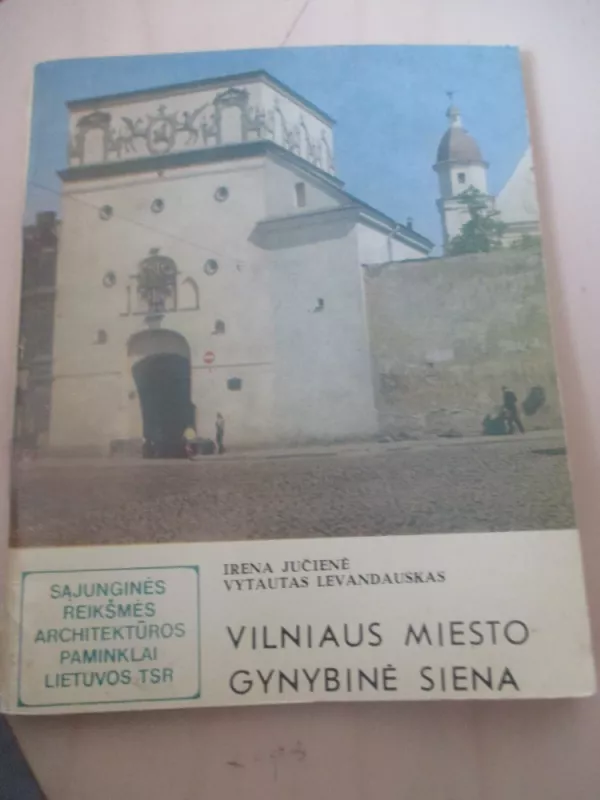 IRENA JUČIENĖ
VYTAUTAS LEVANDAUSKAS
VILNIAUS MIESTO
GYNYBINĖ SIENA
SĄJUNGINĖS
REIKŠMĖS
ARCHITEKTŪROS
PAMINKLAI
LIETUVOS TSR